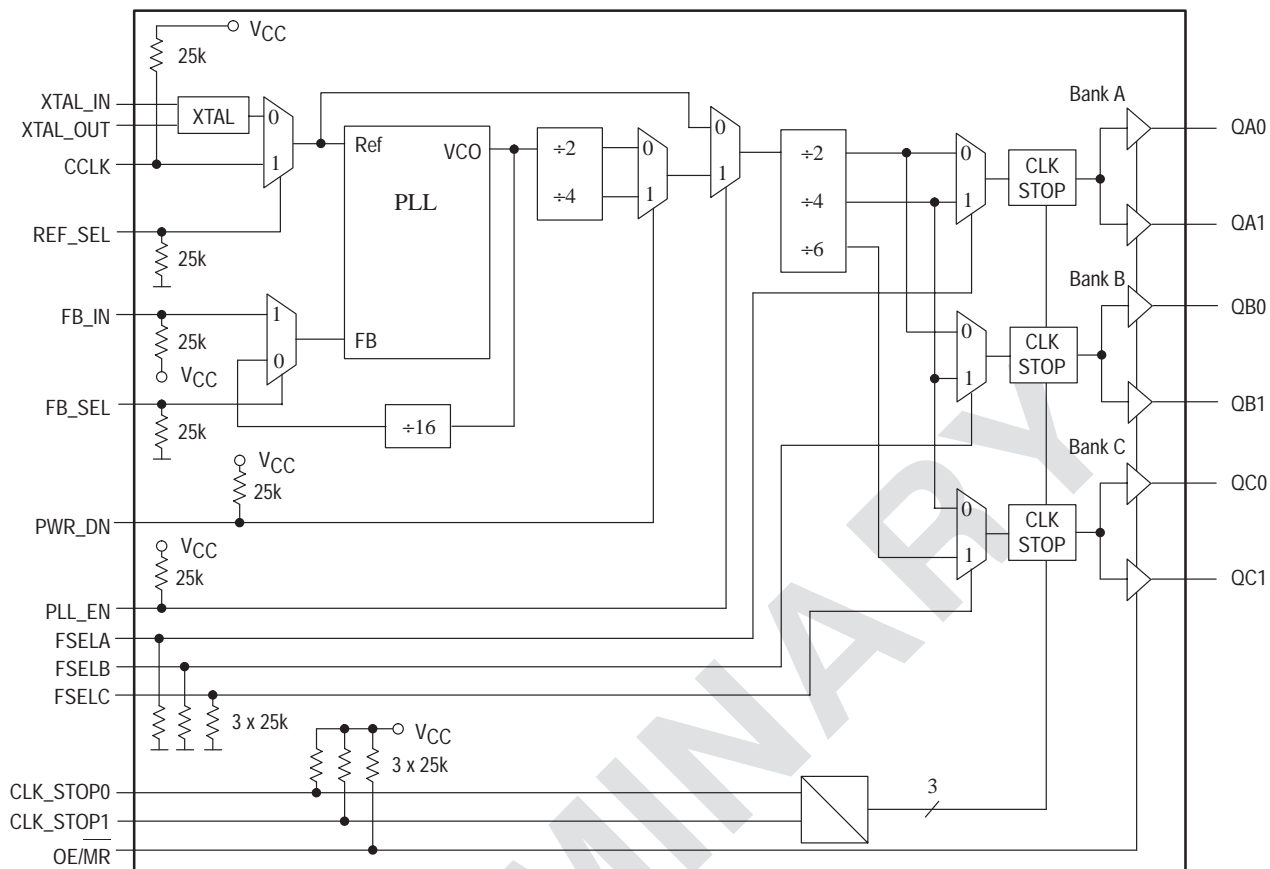 VCC
25k
XTAL_IN
XTAL_OUT
XTAL
0
1
CCLK
REF_SEL
25k
Ref
VCO
PLL
FB
÷2
÷4
0
1
0
1
÷2
÷4
÷6
0
1
CLK
STOP
Bank A
QA0
QA1
FB_IN
25k
VCC
1
0
FB_SEL
25k
÷16
0
1
CLK
STOP
Bank B
QB0
QB1
VCC
25k
PWR_DN
VCC
25k
PLL_EN
0
1
CLK
STOP
Bank C
QC0
QC1
FSELA
FSELB
FSELC
3 x 25k
VCC
3 x 25k
CLK_STOP0
CLK_STOP1
OE/MR
3
MINARY